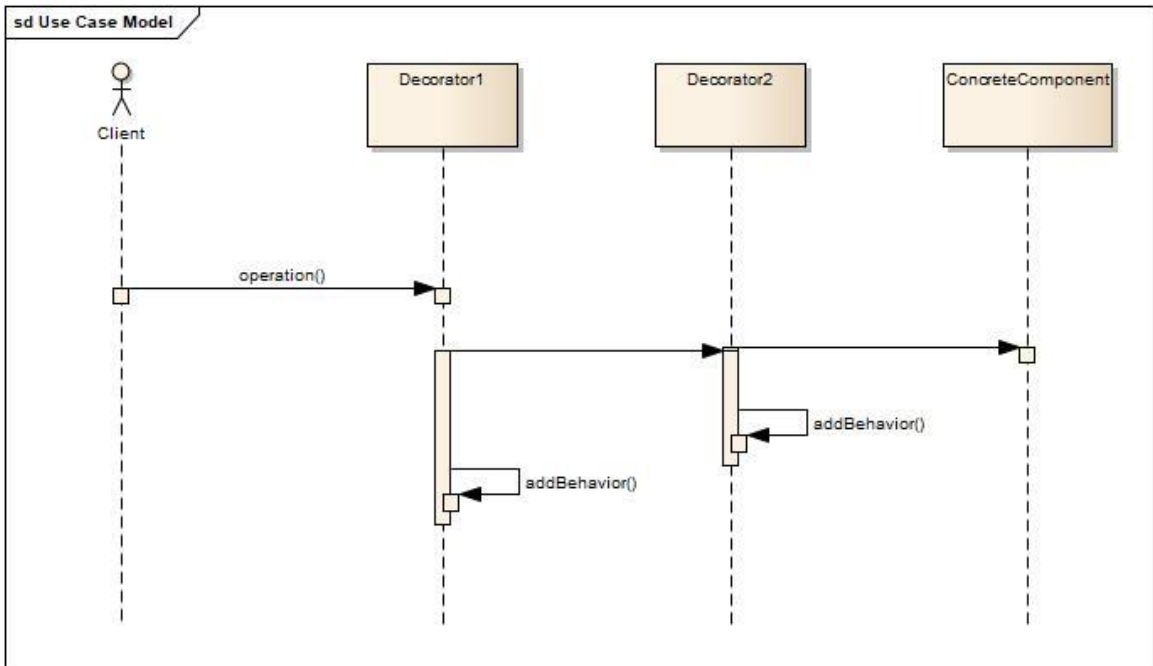 sd Use Case Model
Client
Decorator1
Decorator2
ConcreteComponent
operation()
addBehavior()
addBehavior()